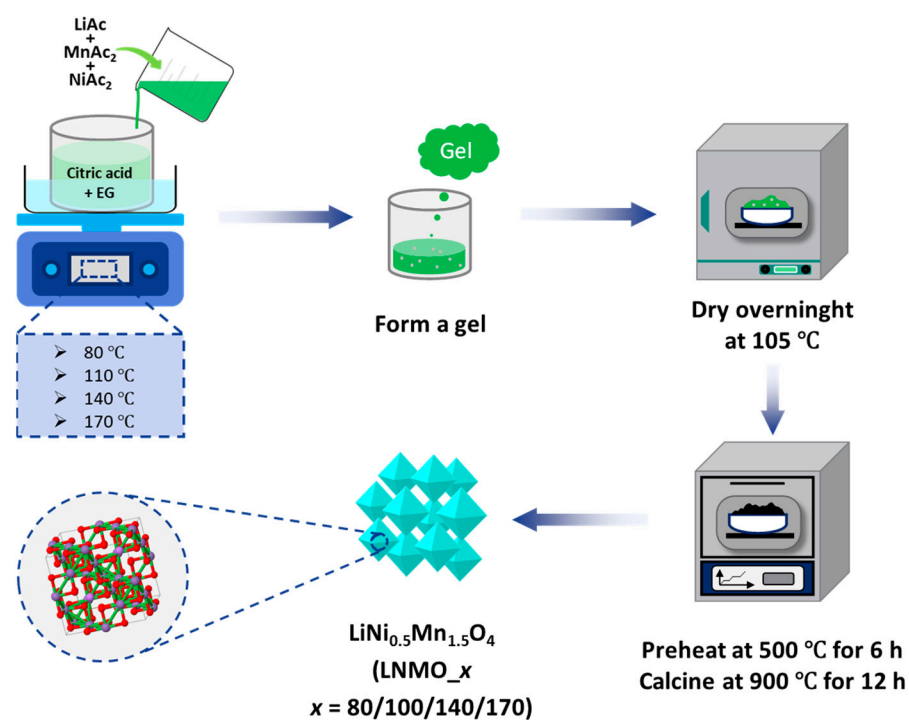 LiAc
+
MnAc₂
+
NiAc₂
Citric acid
+ EG
Gel
Form a gel
Dry overninght
at 105 ℃
➢ 80 ℃
➢ 110 ℃
➢ 140 ℃
➢ 170 ℃
Preheat at 500 ℃ for 6 h
Calcine at 900 ℃ for 12 h
LiNi₀.₅Mn₁.₅O₄
(LNMO_x
x = 80/100/140/170)